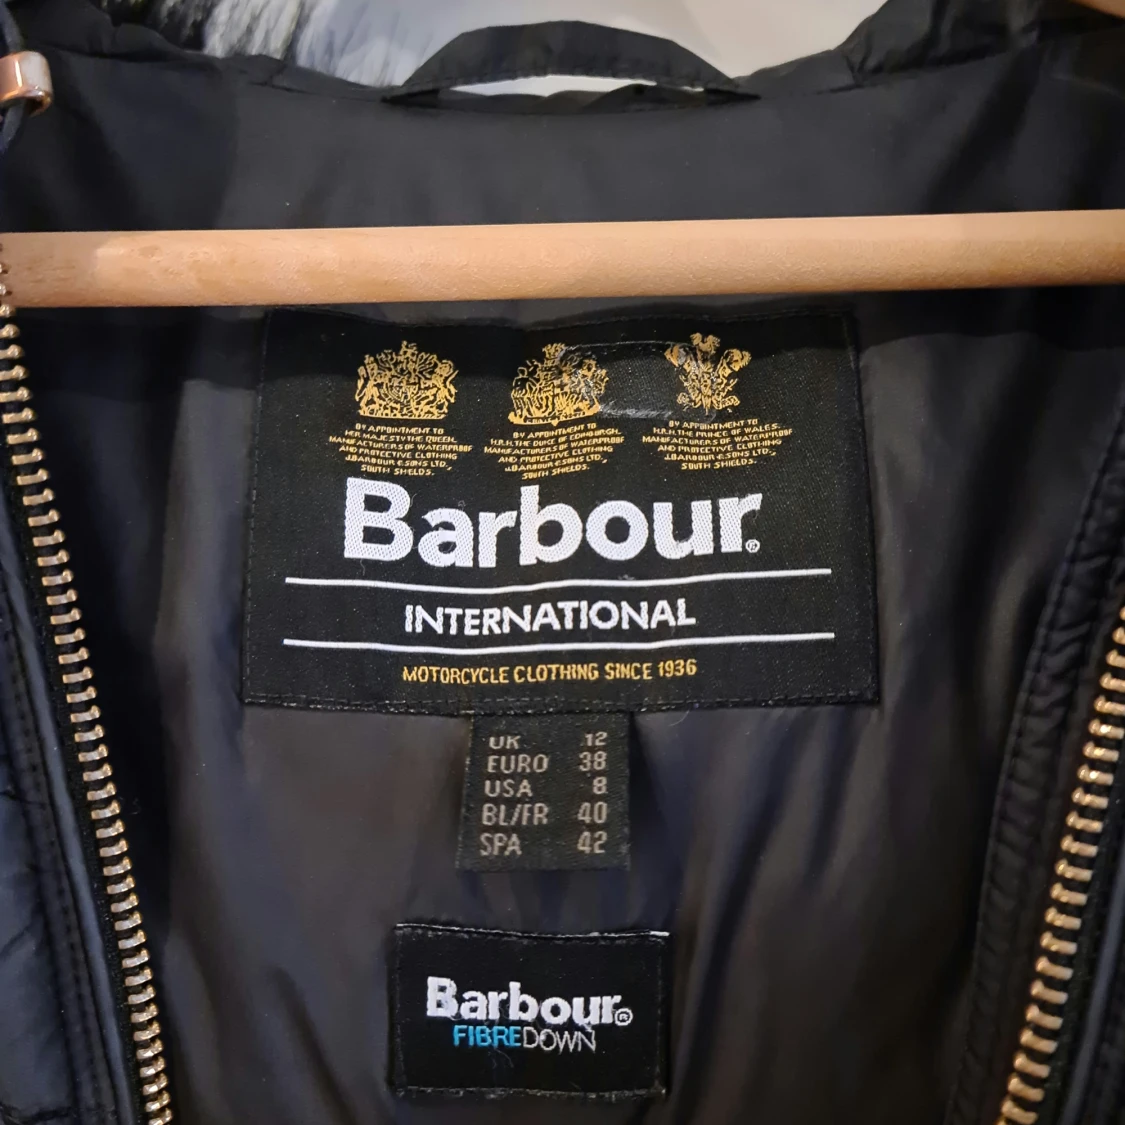 BY APPOINTMENT TO
HER MAJESTY THE QUEEN.
MANUFACTURERS OF WATERPROOF
AND PROTECTIVE CLOTHING
J.BARBOUR & SONS LTD.,
SOUTH SHIELDS.
BY APPOINTMENT TO
H.R.H. THE DUKE OF EDINBURGH.
MANUFACTURERS OF WATERPROOF
AND PROTECTIVE CLOTHING
J.BARBOUR & SONS LTD.,
SOUTH SHIELDS.
BY APPOINTMENT TO
H.R.H. THE PRINCE OF WALES.
MANUFACTURERS OF WATERPROOF
AND PROTECTIVE CLOTHING
J.BARBOUR & SONS LTD.,
SOUTH SHIELDS.
Barbour®
INTERNATIONAL
MOTORCYCLE CLOTHING SINCE 1936
UK 12
EURO 38
USA 8
BL/FR 40
SPA 42
Barbour®
FIBREDOWN